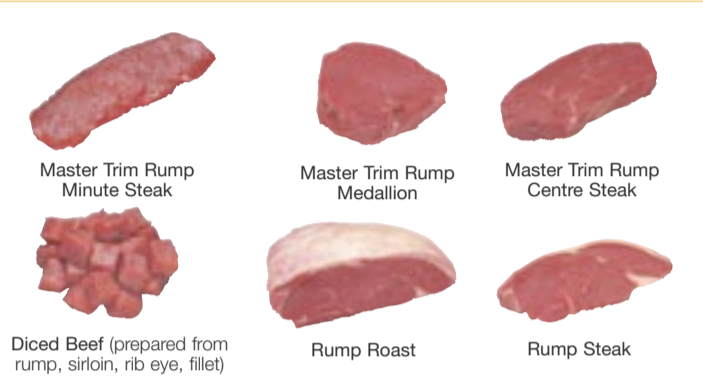 Master Trim Rump
Minute Steak
Master Trim Rump
Medallion
Master Trim Rump
Centre Steak
Diced Beef (prepared from
rump, sirloin, rib eye, fillet)
Rump Roast
Rump Steak